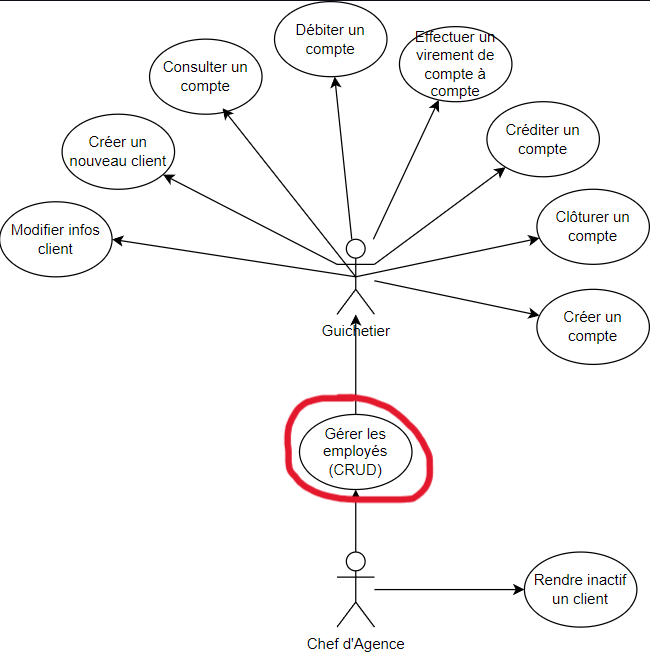 Débiter un
compte
Effectuer un
virement de
compte à
compte
Consulter un
compte
Créditer un
compte
Créer un
nouveau client
Modifier infos
client
Clôturer un
compte
Créer un
compte
Guichetier
Gérer les
employés
(CRUD)
Rendre inactif
un client
Chef d'Agence